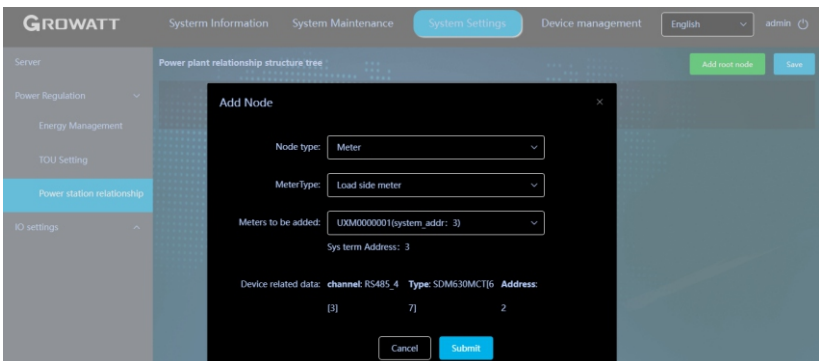 GROWATT Systerm Information System Maintenance System Settings Device management English admin
Server
Power plant relationship structure tree Add root node Save
Power Regulation
Add Node
Energy Management
Node type: Meter
TOU Setting
MeterType: Load side meter
Power station relationship
Meters to be added: UXM0000001(system_addr: 3)
IO settings
Sys term Address: 3
Device related data: channel: RS485_4 Type: SDM630MCT[6 Address:
[3] 7] 2
Cancel Submit